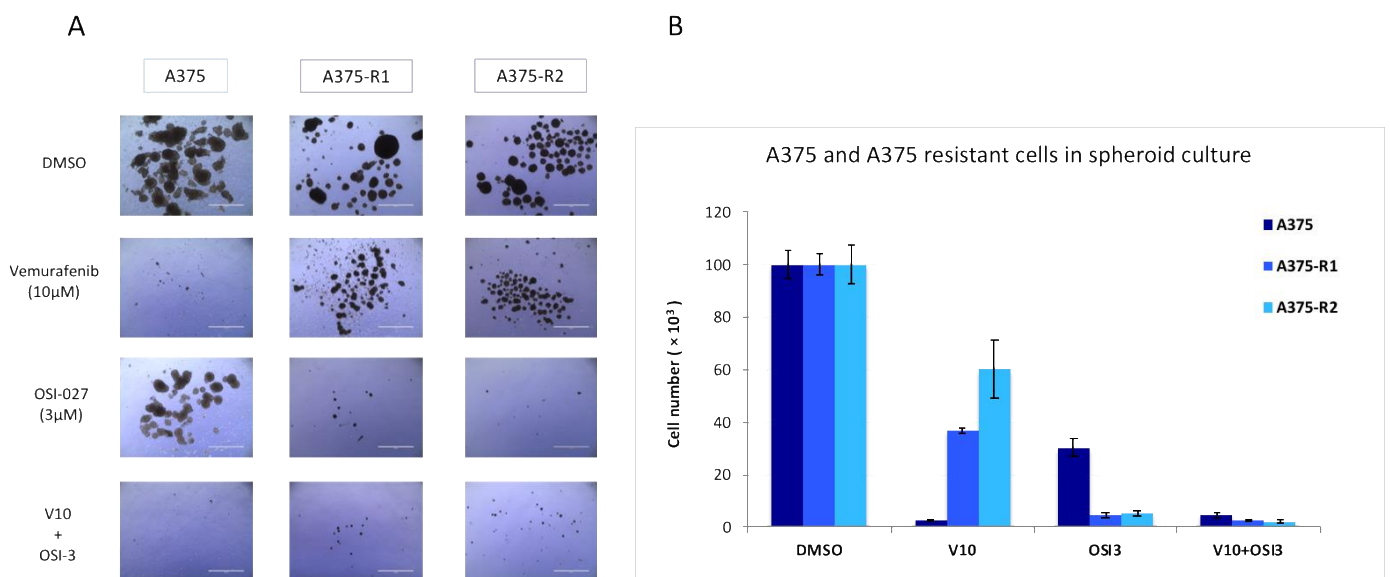 A
A375
A375-R1
A375-R2
DMSO
Vemurafenib
(10µM)
OSI-027
(3µM)
V10
+
OSI-3
B
A375 and A375 resistant cells in spheroid culture
Cell number ( × 10³ )
120
100
80
60
40
20
0
DMSO
V10
OSI3
V10+OSI3
A375
A375-R1
A375-R2